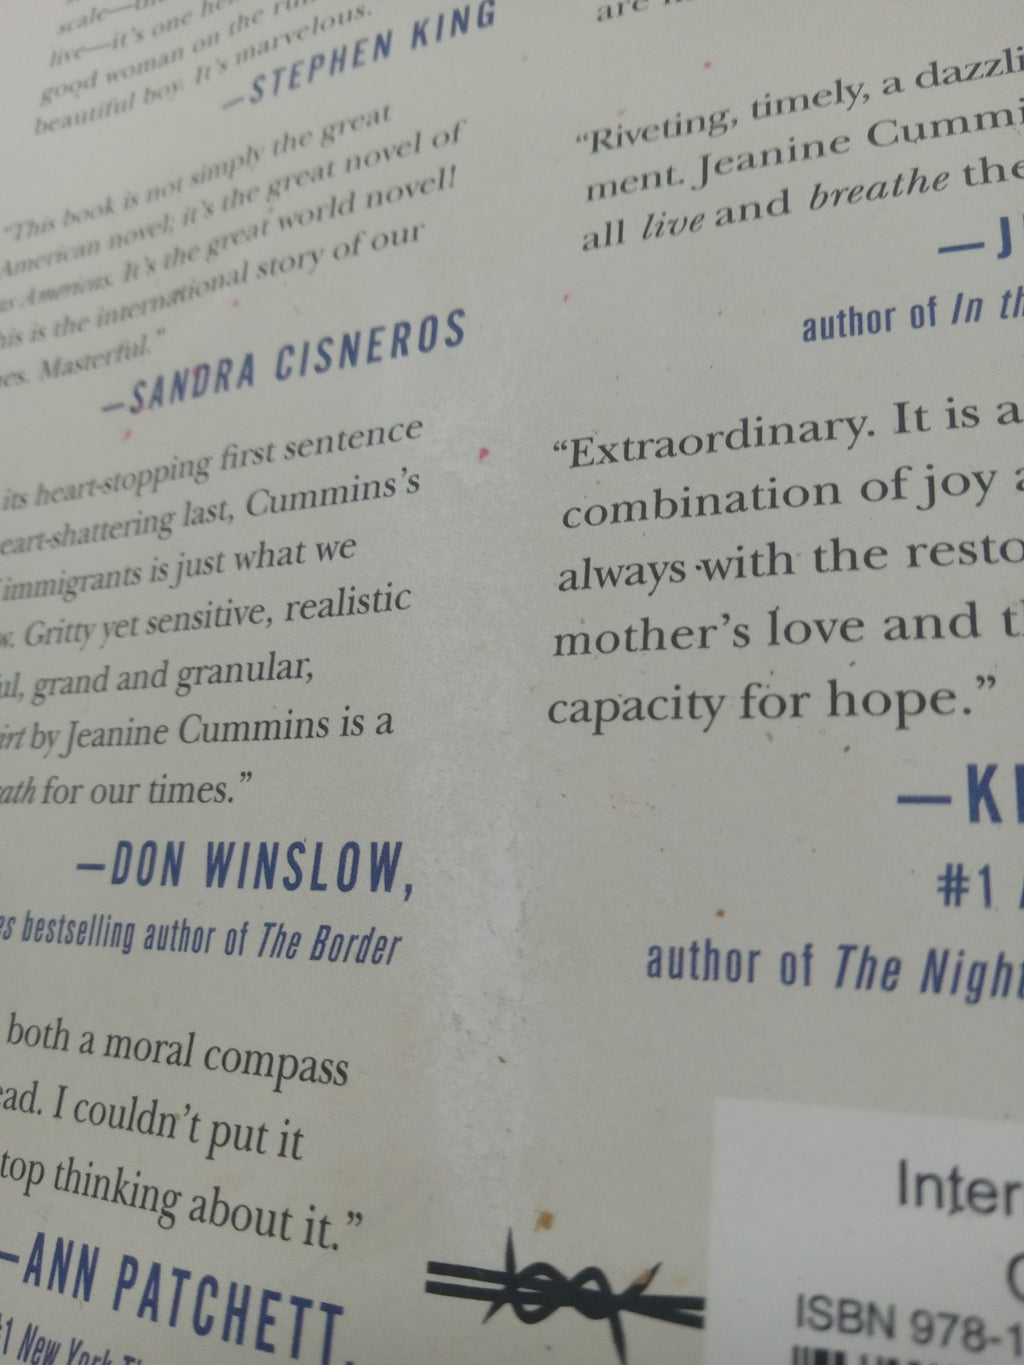 scale—
live—it's one
good woman on the
beautiful boy. It's marvelous.
—STEPHEN KING
"This book is not simply the great
American novel; it's the great novel of
Americas. It's the great world novel!
is the international story of our
Masterful."
—SANDRA CISNEROS
its heart-stopping first sentence
last, Cummins's
immigrants is just what we
Gritty yet sensitive, realistic
grand and granular,
by Jeanine Cummins is a
for our times."
—DON WINSLOW,
bestselling author of The Border
both a moral compass
I couldn't put it
thinking about it."
—ANN PATCHETT,
New York
are
"Riveting, timely, a dazzli
ment. Jeanine Cummi
all live and breathe the
—J
author of In th
"Extraordinary. It is a
combination of joy a
always with the resto
mother's love and t
capacity for hope."
—K
#1
author of The Night
Inter
ISBN 978-1